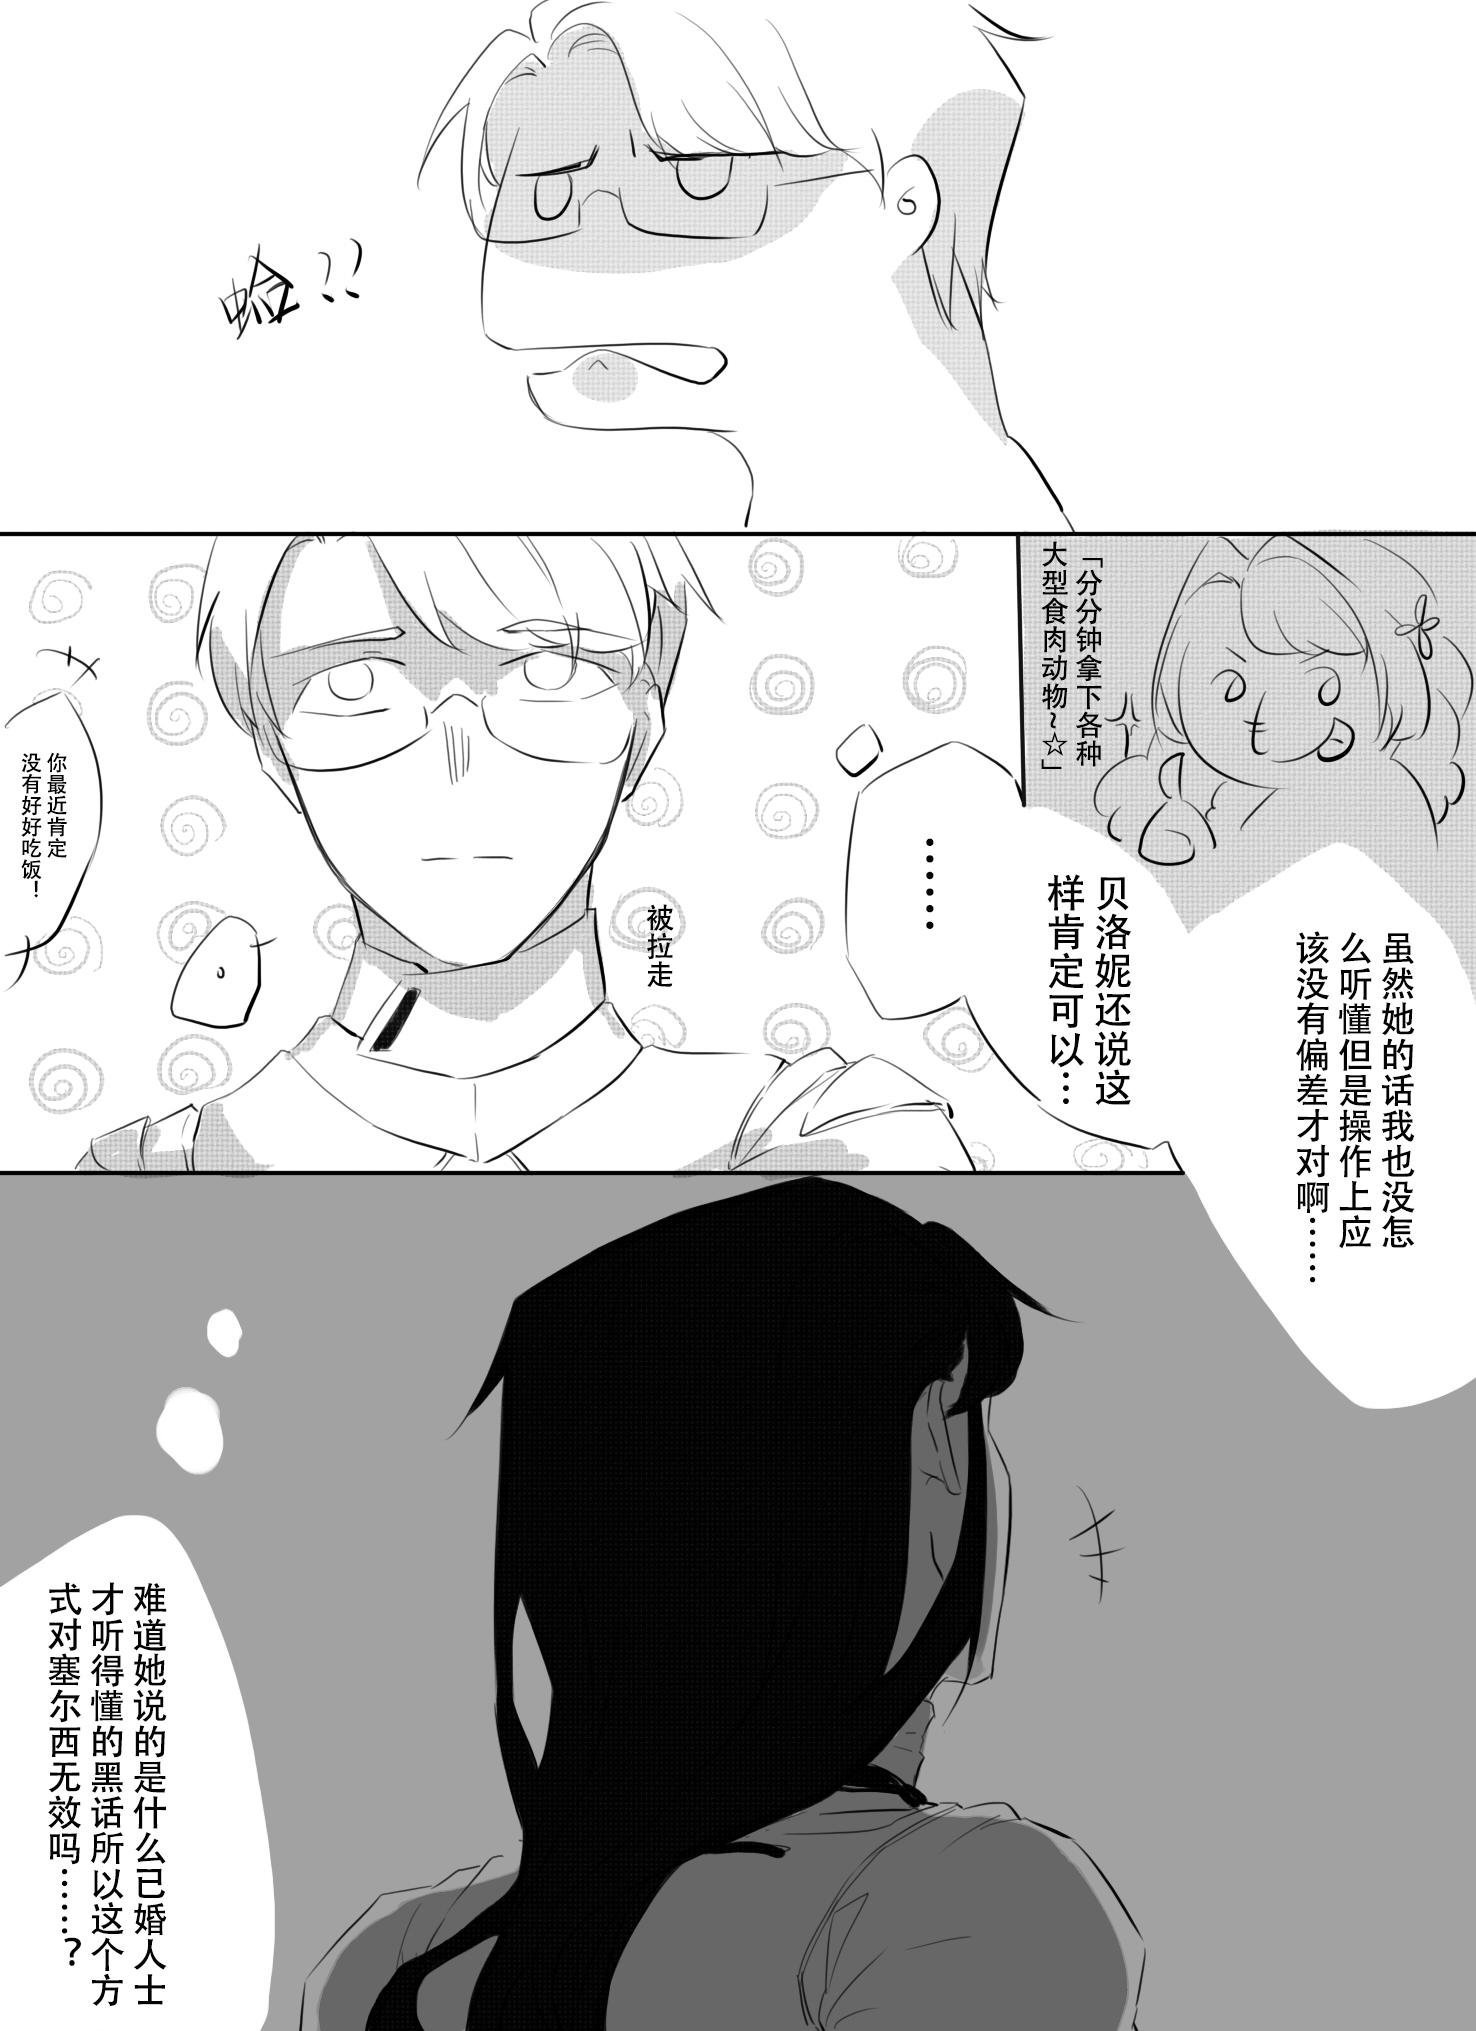 哈??
「分分钟拿下各种
大型食肉动物~☆」
虽然她的话我也没怎
么听懂但是操作上应
该没有偏差才对啊……
贝洛妮还说这
样肯定可以…
……
被拉走
你最近肯定
没有好好吃饭!
难道她说的是什么已婚人士
才听得懂的黑话所以这个方
式对塞尔西无效吗……?